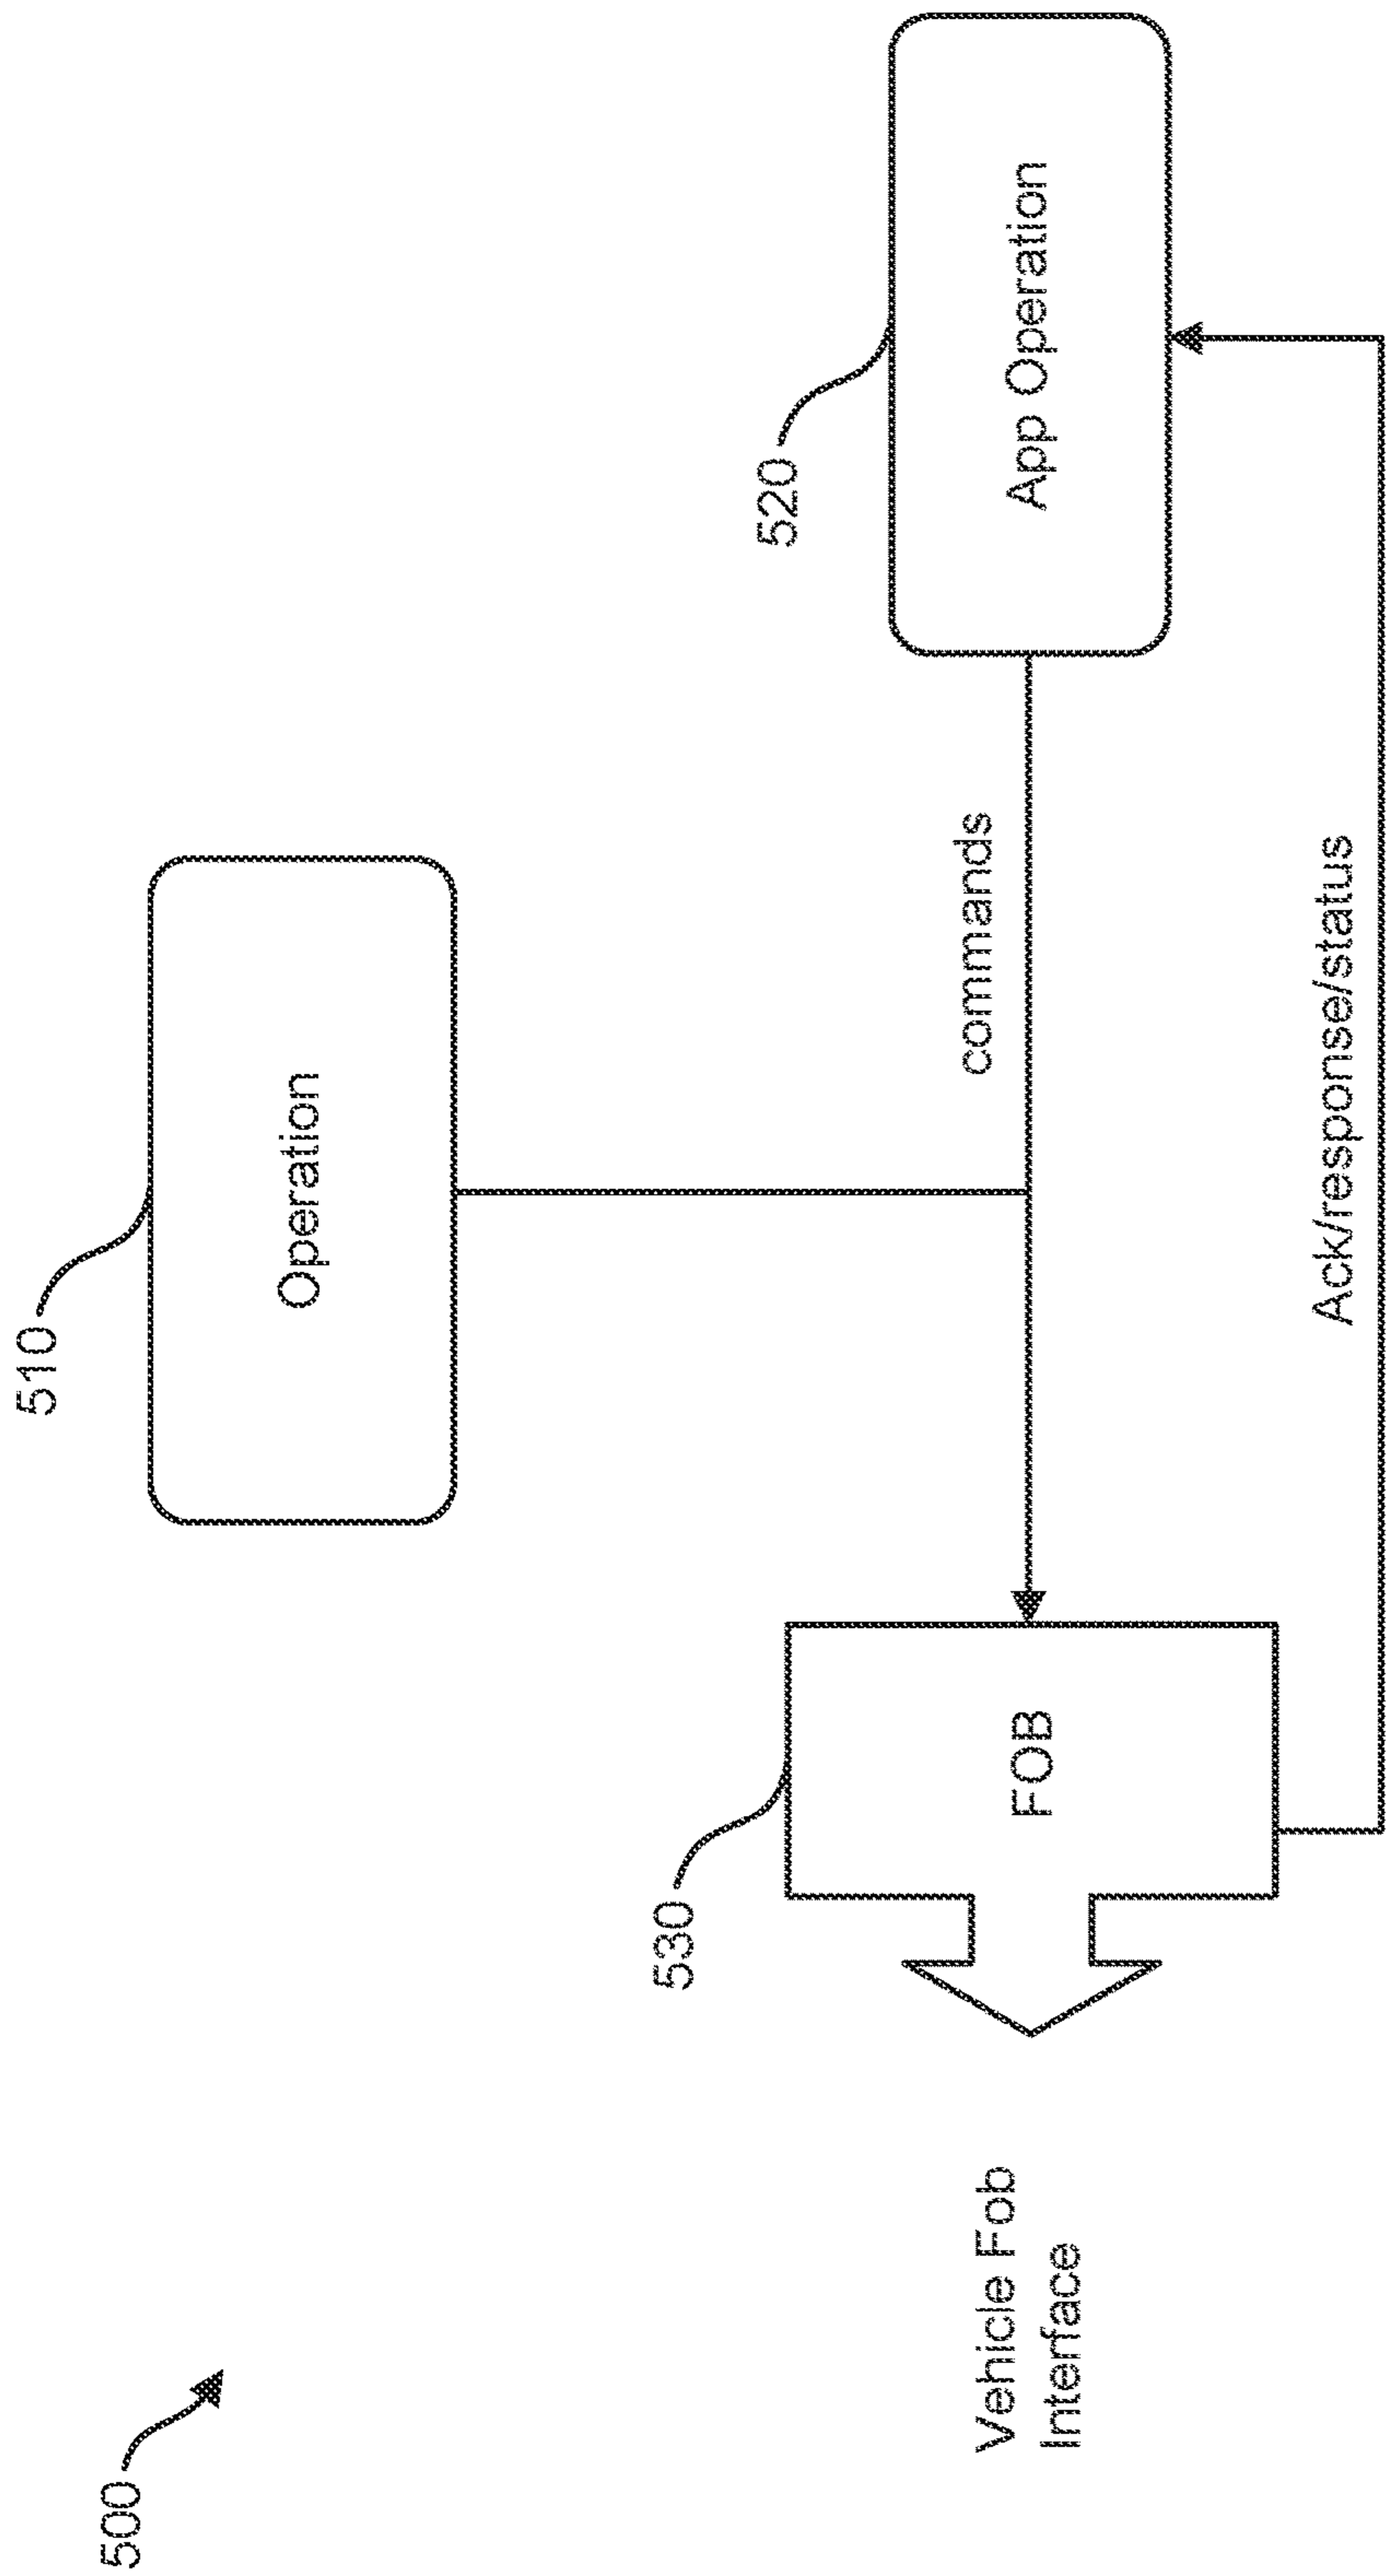 500
510
Operation
520
App Operation
commands
530
FOB
Vehicle Fob
Interface
Ack/response/status